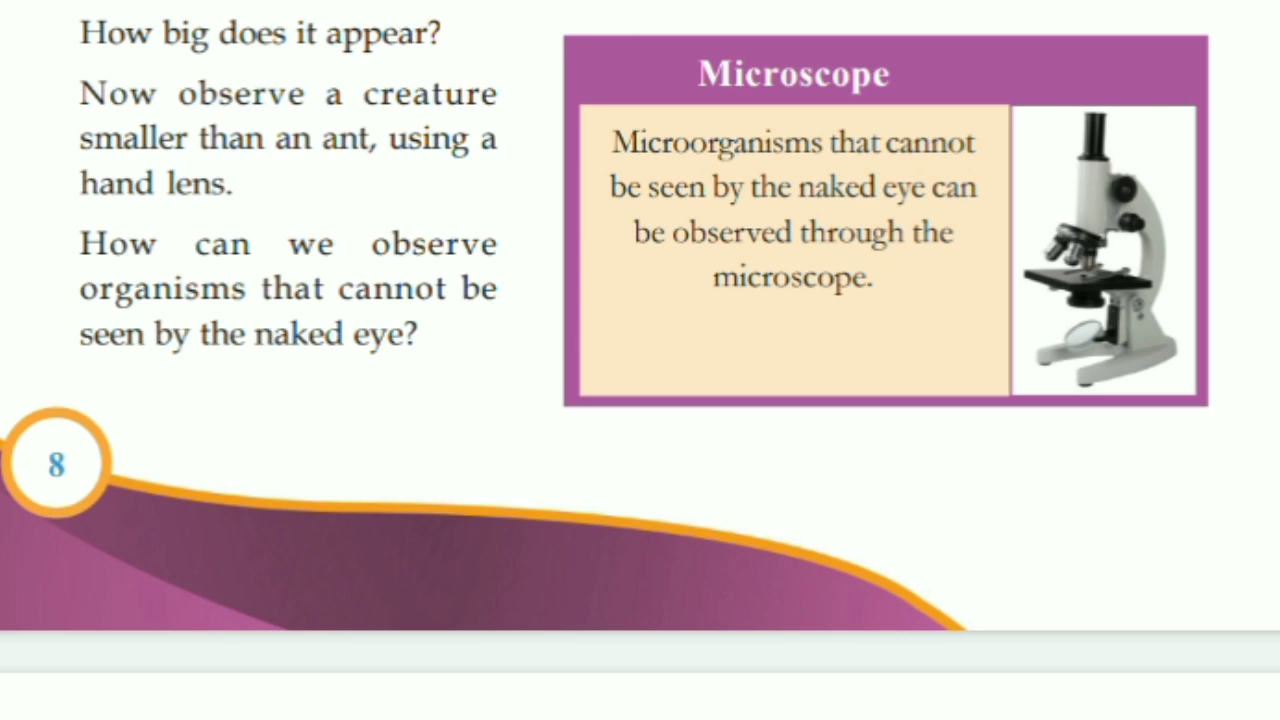 How big does it appear?
Now observe a creature
smaller than an ant, using a
hand lens.
How can we observe
organisms that cannot be
seen by the naked eye?
Microscope
Microorganisms that cannot
be seen by the naked eye can
be observed through the
microscope.
8